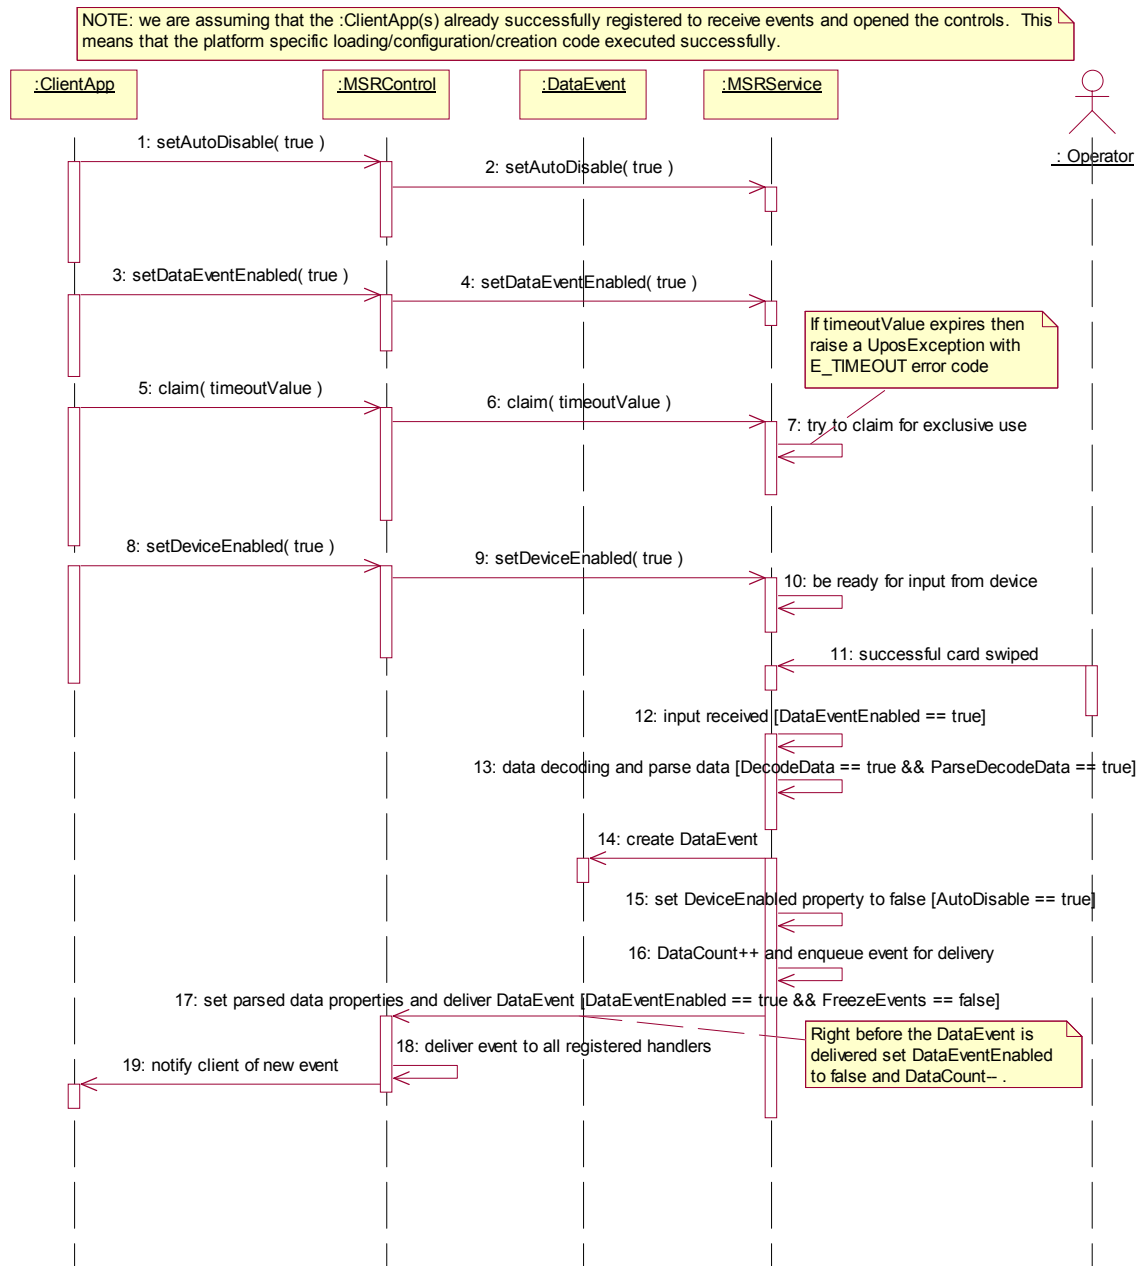 NOTE: we are assuming that the :ClientApp(s) already successfully registered to receive events and opened the controls.  This
means that the platform specific loading/configuration/creation code executed successfully.
:ClientApp
:MSRControl
:DataEvent
:MSRService
: Operator
1: setAutoDisable( true )
2: setAutoDisable( true )
3: setDataEventEnabled( true )
4: setDataEventEnabled( true )
If timeoutValue expires then
raise a UposException with
E_TIMEOUT error code
5: claim( timeoutValue )
6: claim( timeoutValue )
7: try to claim for exclusive use
8: setDeviceEnabled( true )
9: setDeviceEnabled( true )
10: be ready for input from device
11: successful card swiped
12: input received [DataEventEnabled == true]
13: data decoding and parse data [DecodeData == true && ParseDecodeData == true]
14: create DataEvent
15: set DeviceEnabled property to false [AutoDisable == true]
16: DataCount++ and enqueue event for delivery
17: set parsed data properties and deliver DataEvent [DataEventEnabled == true && FreezeEvents == false]
Right before the DataEvent is
delivered set DataEventEnabled
to false and DataCount-- .
18: deliver event to all registered handlers
19: notify client of new event